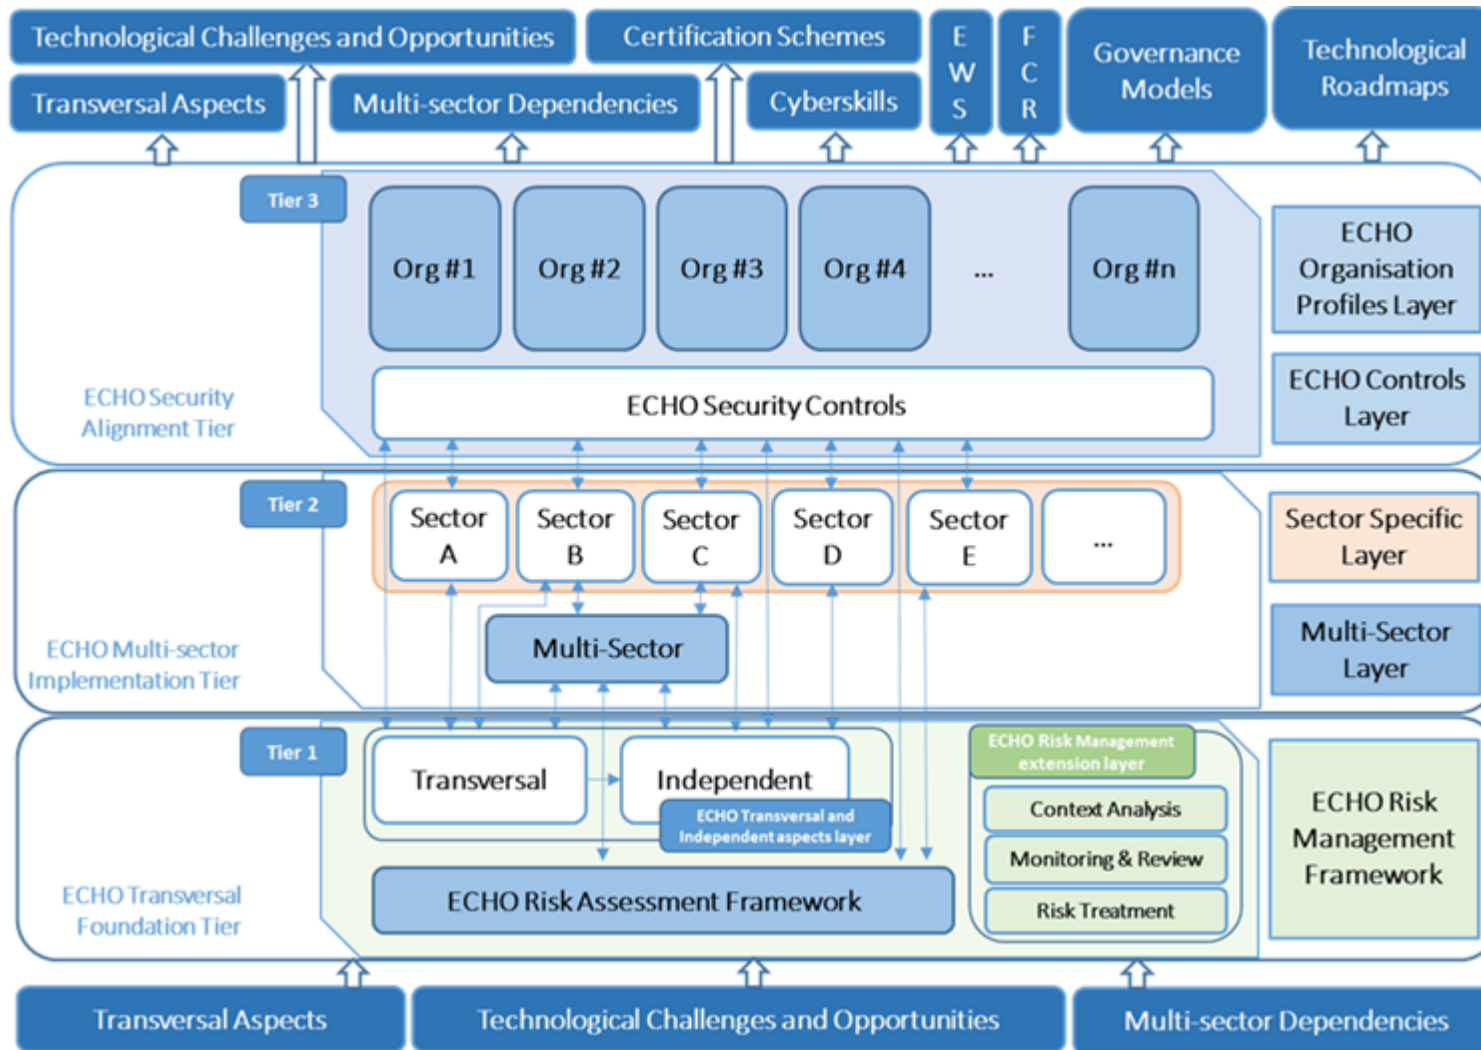 Technological Challenges and Opportunities
Certification Schemes
E
W
S
F
C
R
Governance
Models
Technological
Roadmaps
Transversal Aspects
Multi-sector Dependencies
Cyberskills
Tier 3
Org #1
Org #2
Org #3
Org #4
...
Org #n
ECHO
Organisation
Profiles Layer
ECHO Security
Alignment Tier
ECHO Security Controls
ECHO Controls
Layer
Tier 2
Sector
A
Sector
B
Sector
C
Sector
D
Sector
E
...
Sector Specific
Layer
ECHO Multi-sector
Implementation Tier
Multi-Sector
Multi-Sector
Layer
Tier 1
Transversal
Independent
ECHO Transversal and
Independent aspects layer
ECHO Risk Management
extension layer
Context Analysis
Monitoring & Review
Risk Treatment
ECHO Risk
Management
Framework
ECHO Transversal
Foundation Tier
ECHO Risk Assessment Framework
Transversal Aspects
Technological Challenges and Opportunities
Multi-sector Dependencies